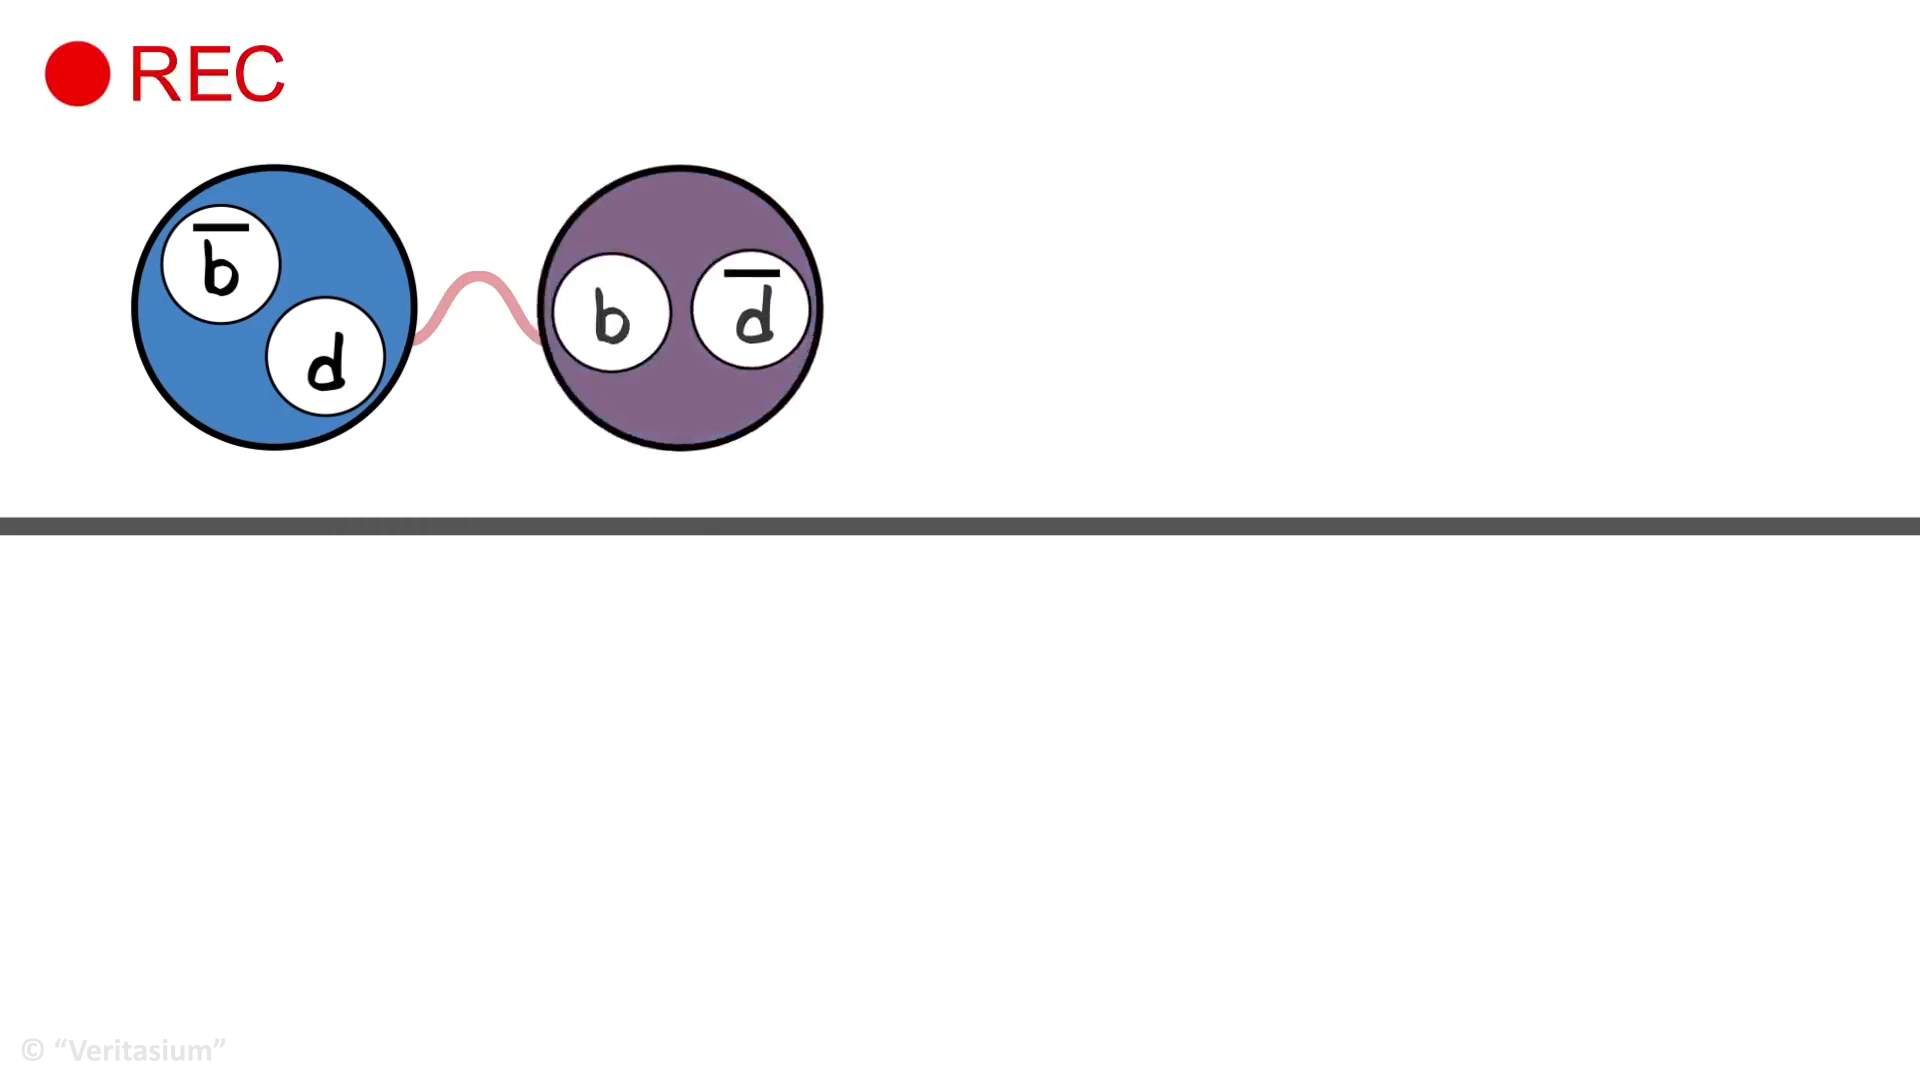 REC
b̅
d
b
d̅
© “Veritasium”